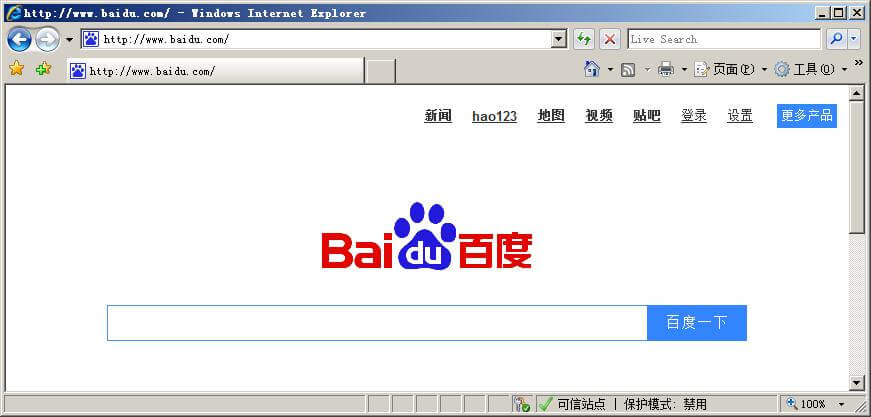 http://www.baidu.com/ - Windows Internet Explorer
http://www.baidu.com/
Live Search
http://www.baidu.com/
页面(P)
工具(O)
新闻 hao123 地图 视频 贴吧 登录 设置 更多产品
Bai du 百度
百度一下
可信站点 | 保护模式: 禁用
100%